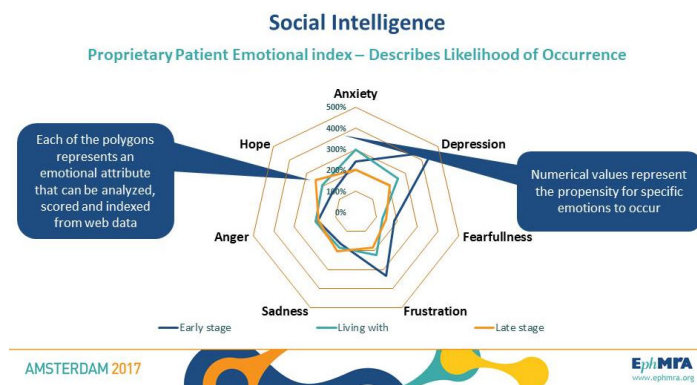 Social Intelligence
Proprietary Patient Emotional index – Describes Likelihood of Occurrence
Each of the polygons
represents an
emotional attribute
that can be analyzed,
scored and indexed
from web data
Anxiety
500%
400%
300%
200%
100%
0%
Hope
Depression
Numerical values represent
the propensity for specific
emotions to occur
Anger
Fearfullness
Sadness
Frustration
Early stage
Living with
Late stage
AMSTERDAM 2017
EphMRA
www.ephmra.org